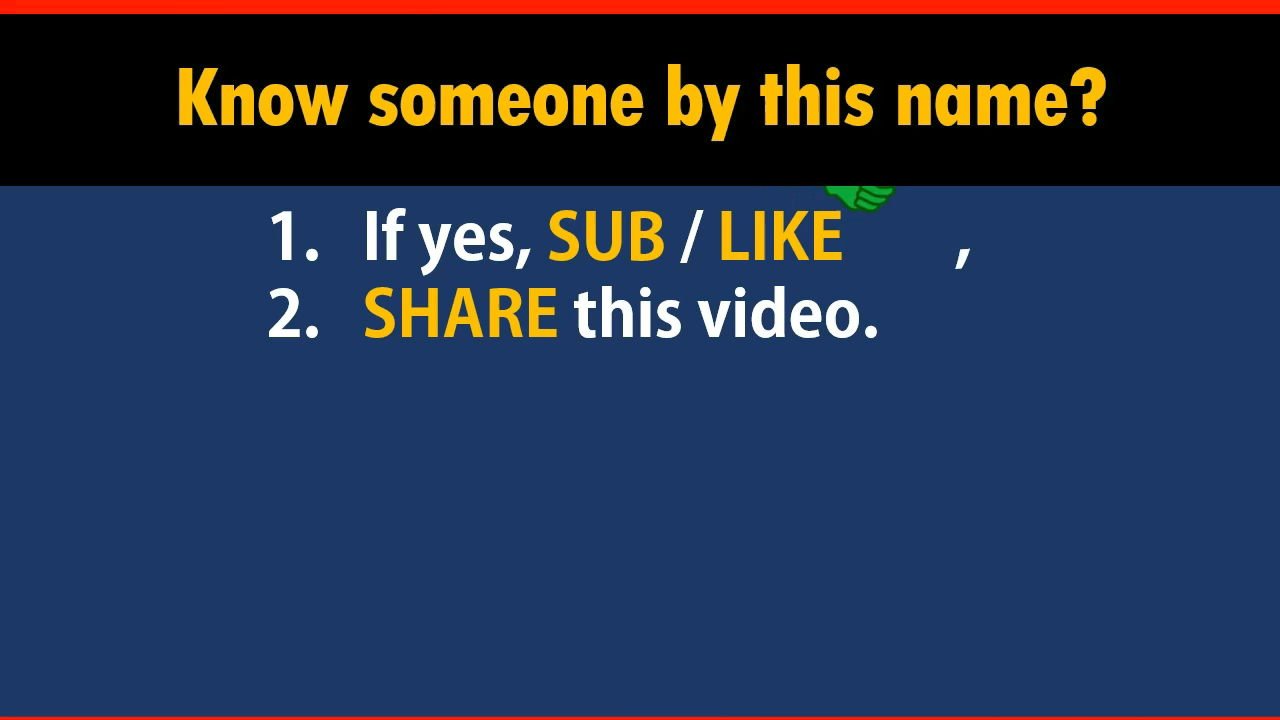 Know someone by this name?
1. If yes, SUB / LIKE ,
2. SHARE this video.